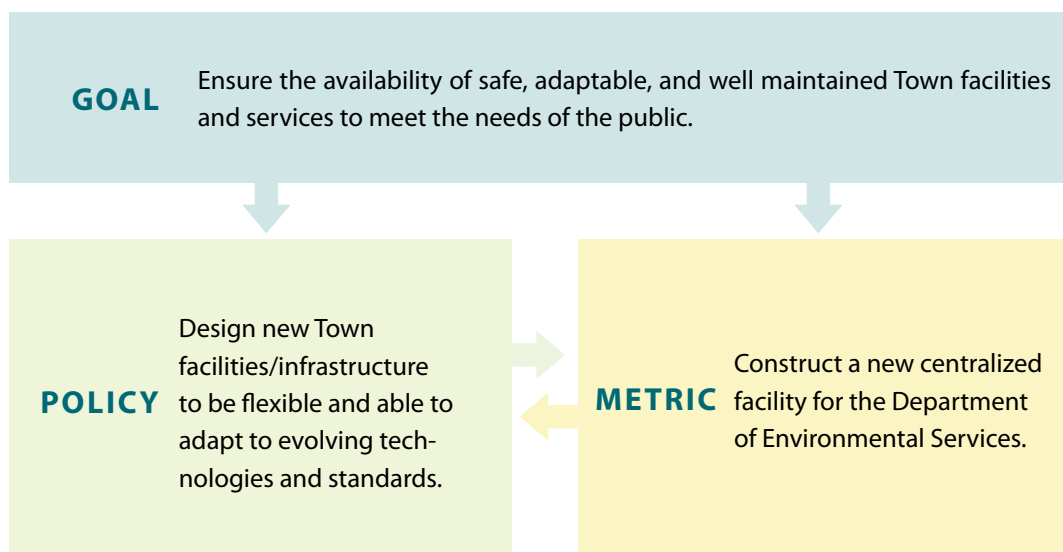 GOAL
Ensure the availability of safe, adaptable, and well maintained Town facilities
and services to meet the needs of the public.
POLICY
Design new Town
facilities/infrastructure
to be flexible and able to
adapt to evolving tech-
nologies and standards.
METRIC
Construct a new centralized
facility for the Department
of Environmental Services.